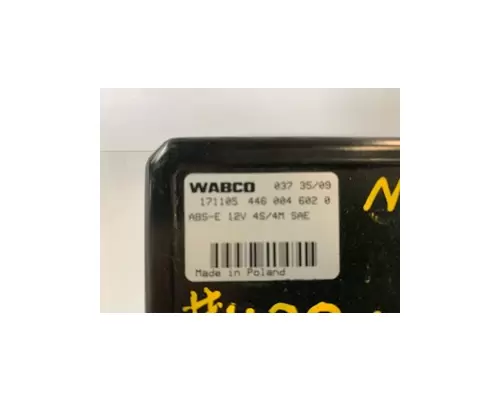 WABCO 037 35/09
171105 446 004 602 0
ABS-E 12V 4S/4M SAE
Made in Poland